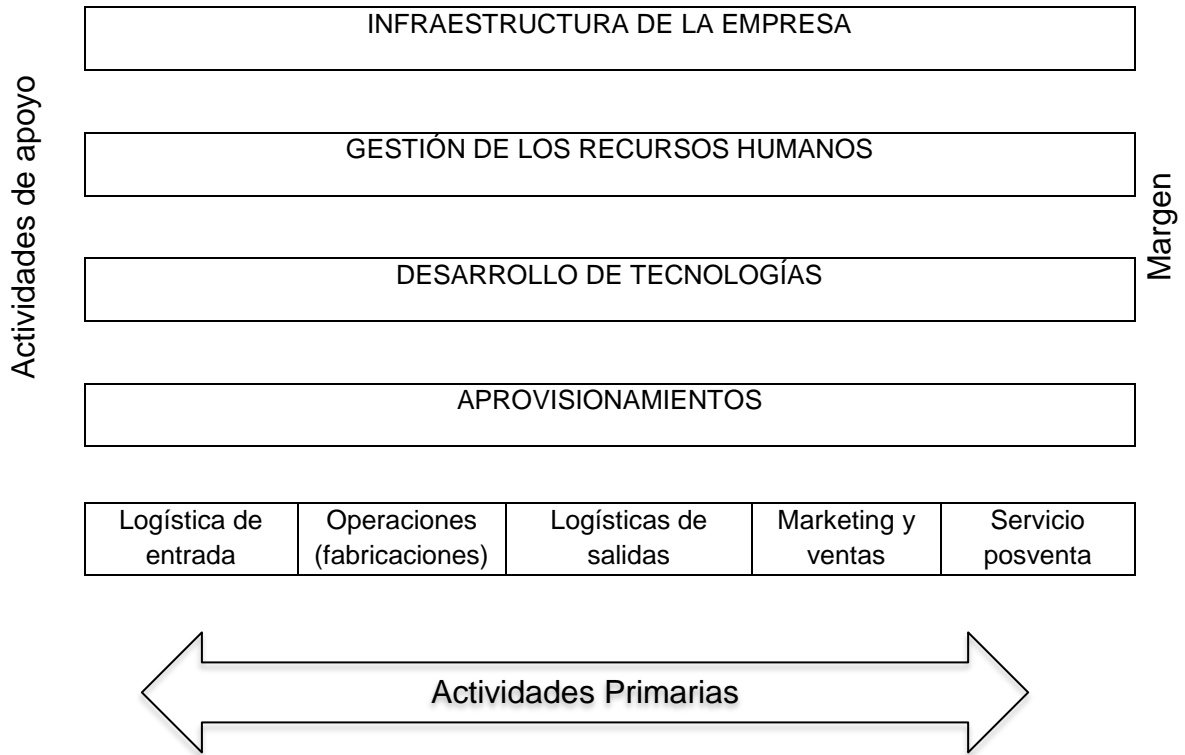 INFRAESTRUCTURA DE LA EMPRESA
Actividades de apoyo
GESTIÓN DE LOS RECURSOS HUMANOS
Margen
DESARROLLO DE TECNOLOGÍAS
APROVISIONAMIENTOS
Logística de
entrada
Operaciones
(fabricaciones)
Logísticas de
salidas
Marketing y
ventas
Servicio
posventa
Actividades Primarias